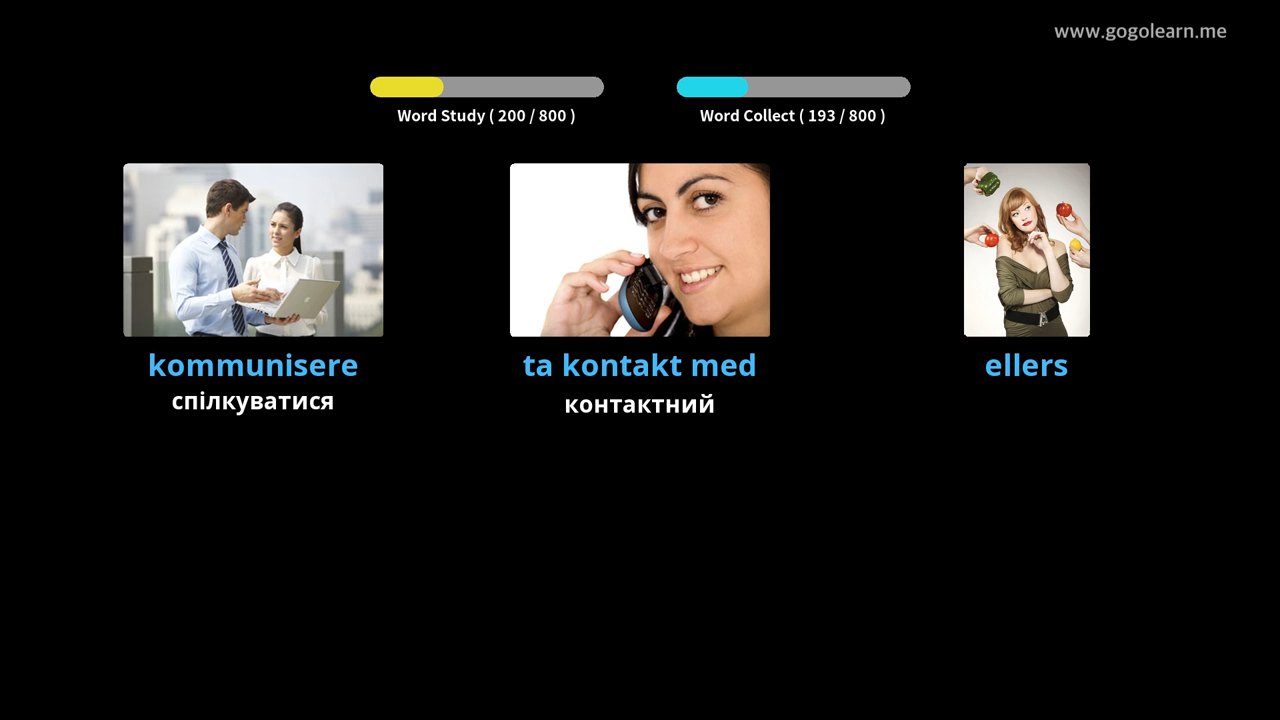 www.gogolearn.me
Word Study ( 200 / 800 )
Word Collect ( 193 / 800 )
kommunisere
спілкуватися
ta kontakt med
контактний
ellers